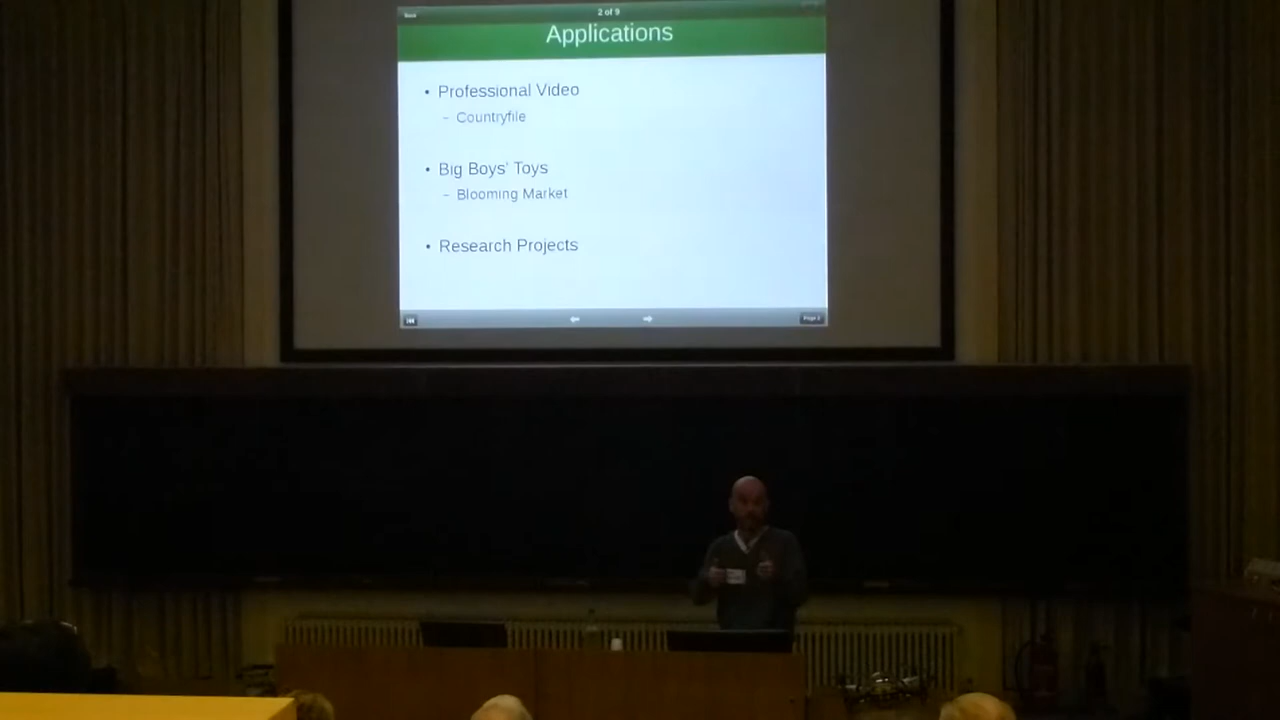 2 of 9
Applications
• Professional Video
– Countryfile
• Big Boys' Toys
– Blooming Market
• Research Projects